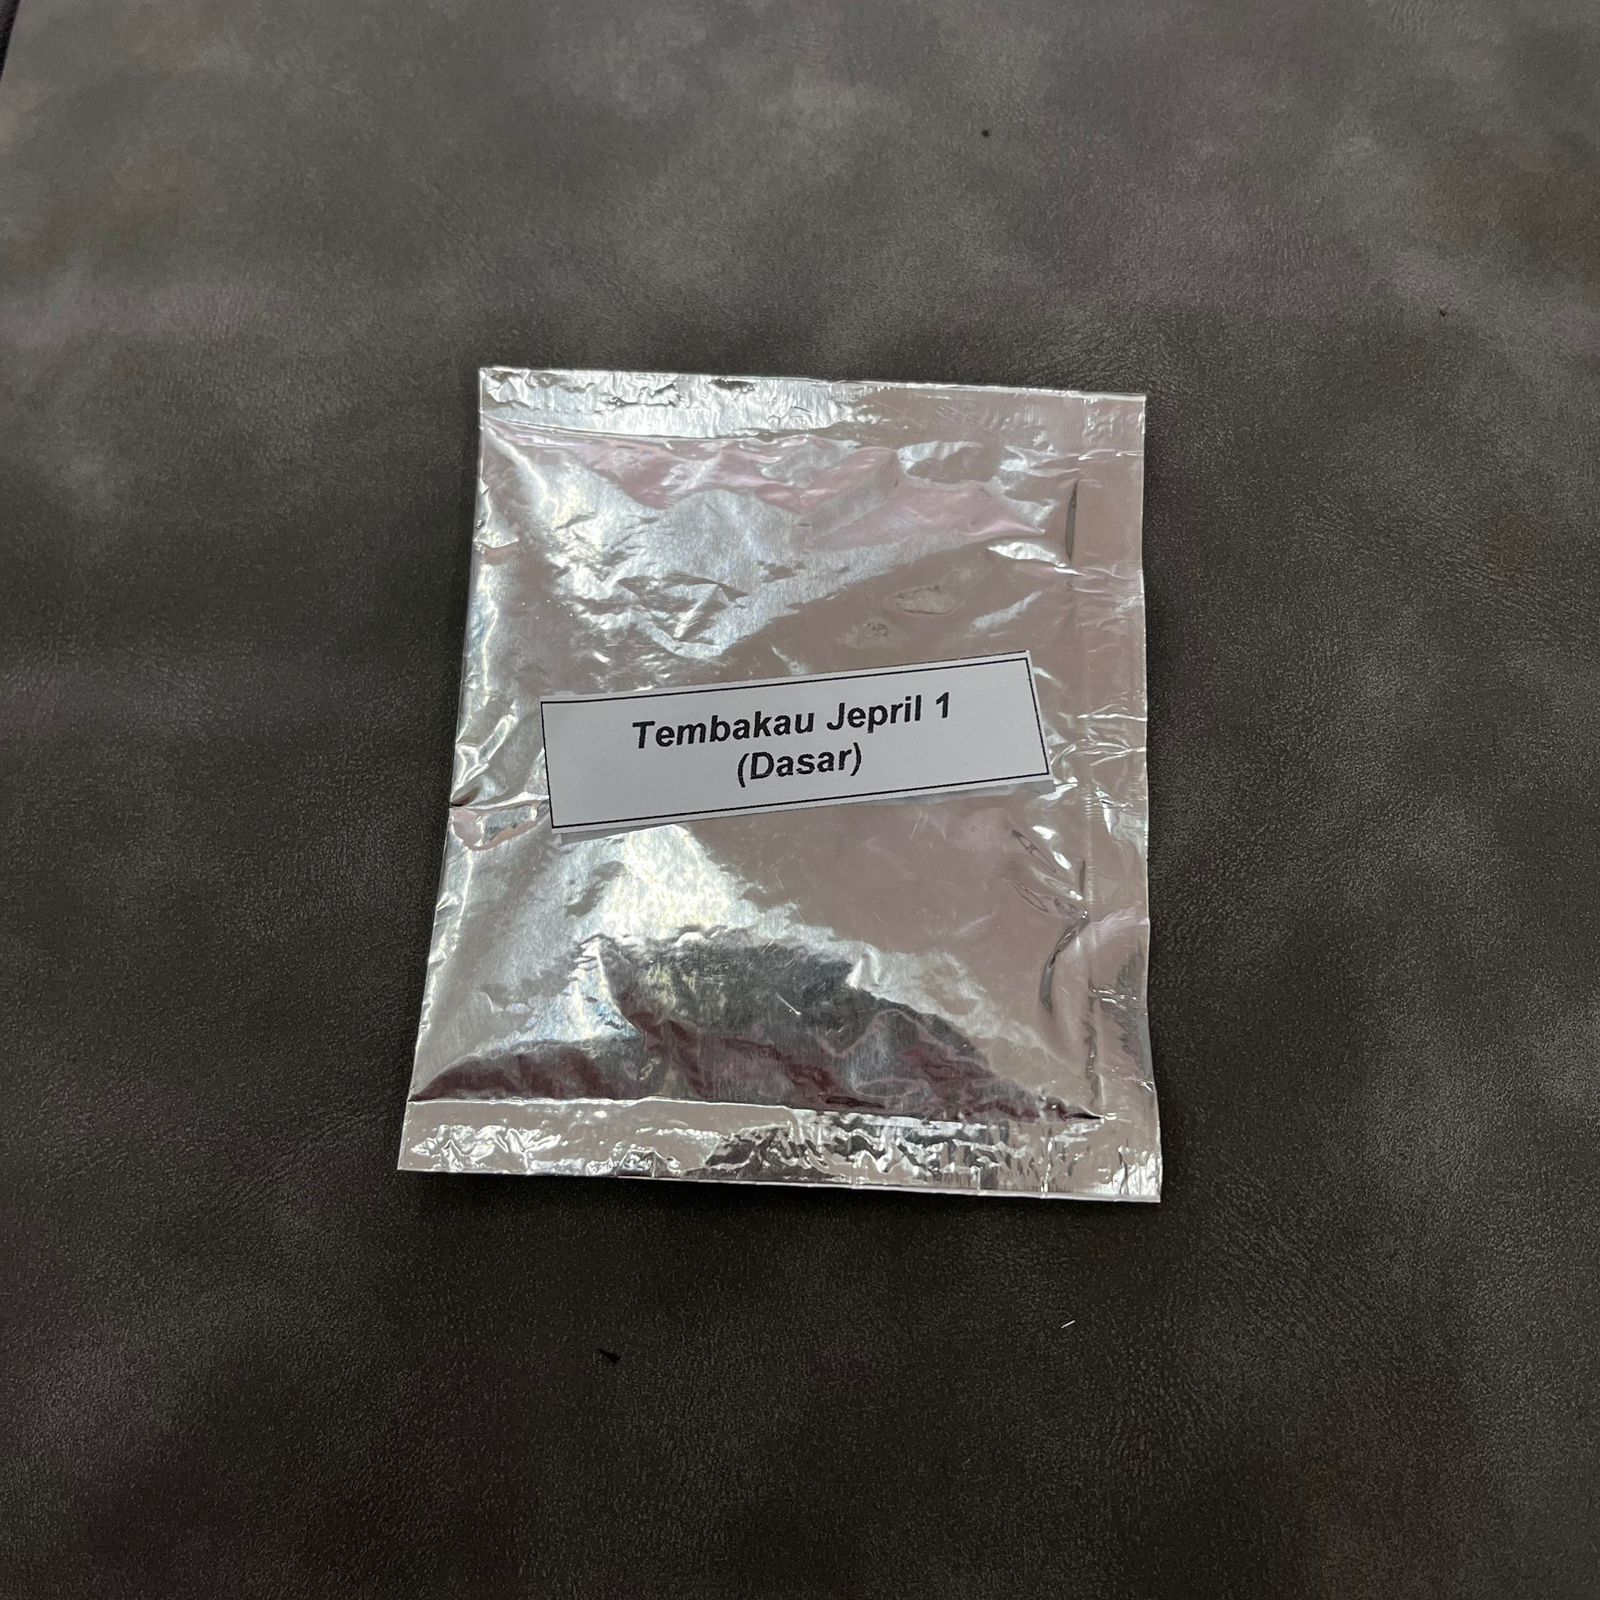 Tembakau Jepril 1
(Dasar)